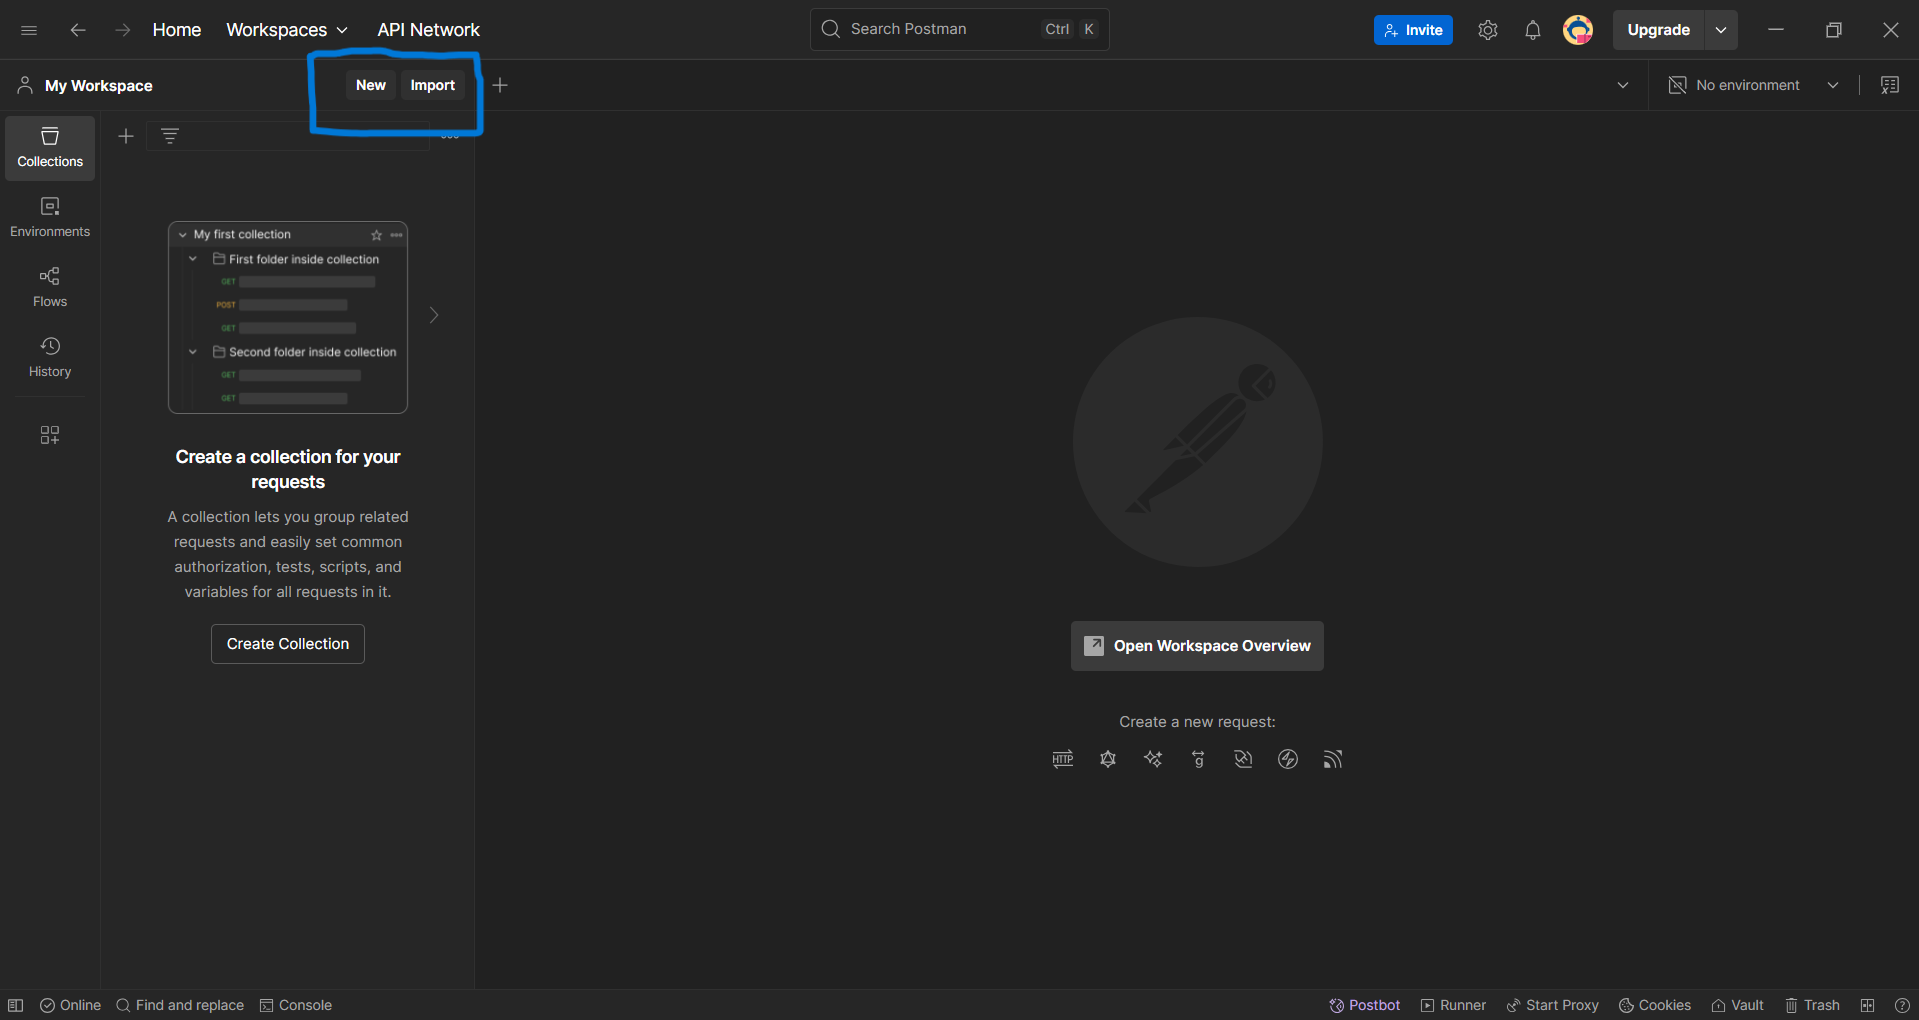 Home Workspaces API Network Search Postman Ctrl K Invite Upgrade
My Workspace New Import No environment
Collections
Environments
Flows
History
My first collection
First folder inside collection
GET
POST
GET
Second folder inside collection
GET
GET
Create a collection for your
requests
A collection lets you group related
requests and easily set common
authorization, tests, scripts, and
variables for all requests in it.
Create Collection
Open Workspace Overview
Create a new request:
HTTP g
Online Find and replace Console Postbot Runner Start Proxy Cookies Vault Trash